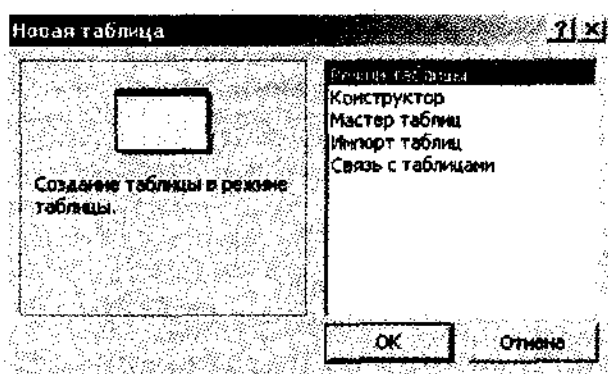 Новая таблица
Создание таблицы в режиме
таблицы.
Режим таблицы
Конструктор
Мастер таблиц
Импорт таблиц
Связь с таблицами
ОК
Отмена